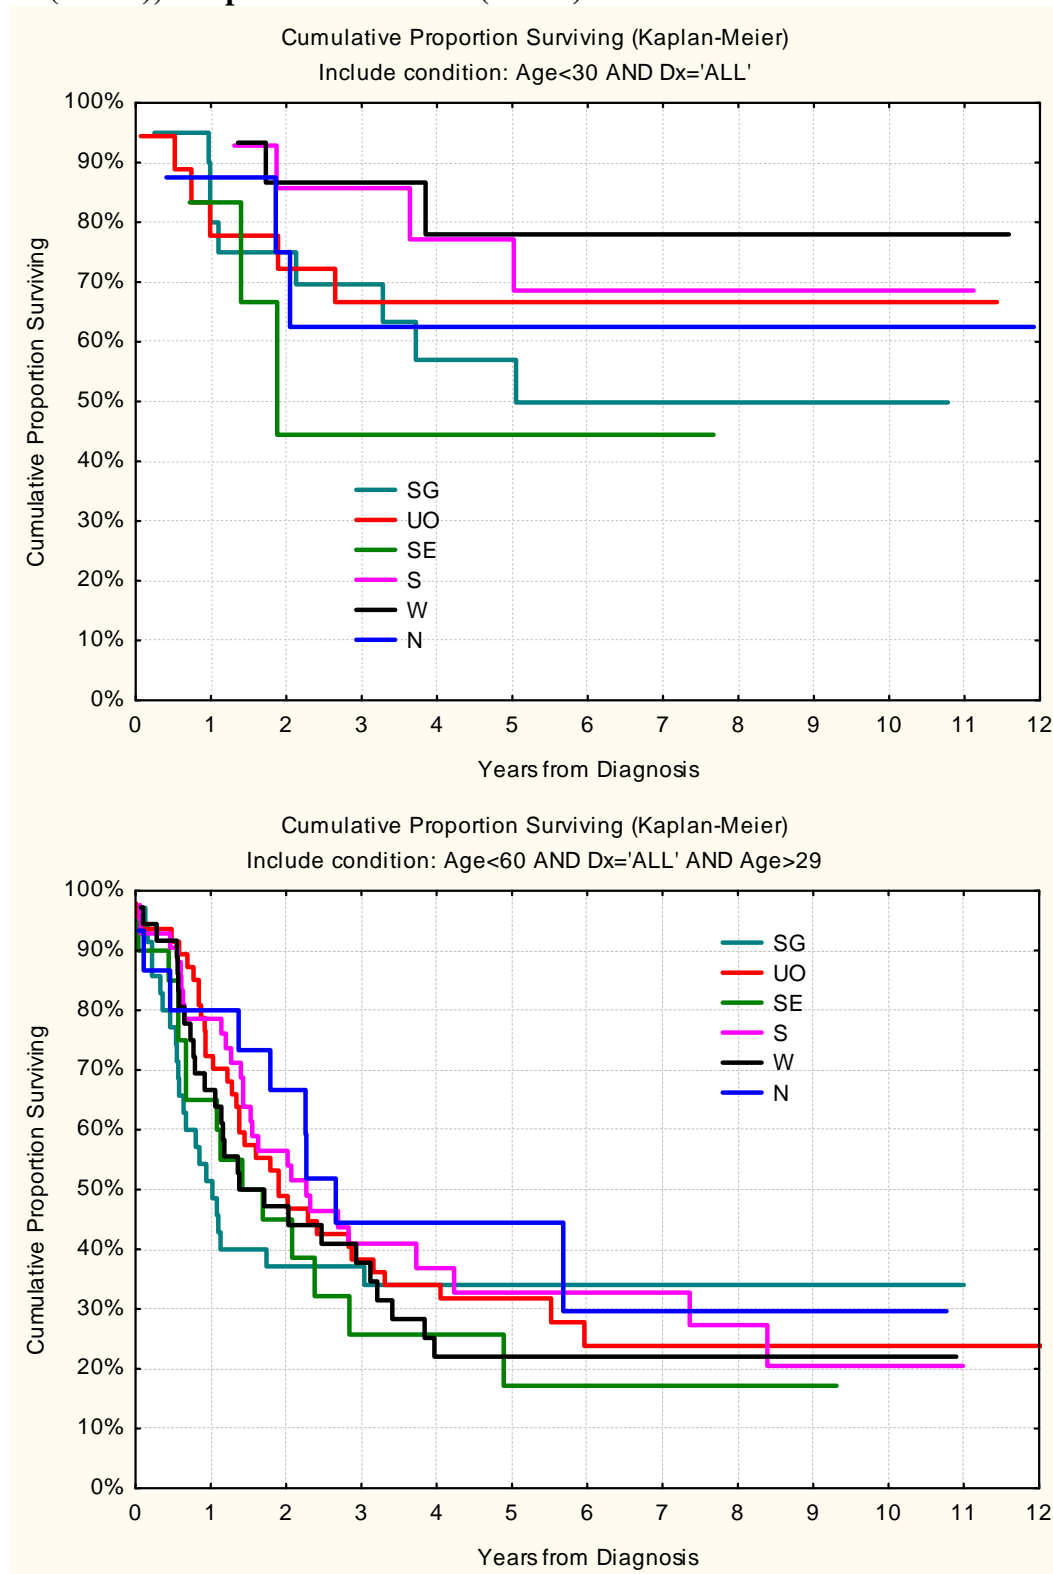 Cumulative Proportion Surviving (Kaplan-Meier)
Include condition: Age<30 AND Dx='ALL'
Cumulative Proportion Surviving
100%
90%
80%
70%
60%
50%
40%
30%
20%
10%
0%
SG
UO
SE
S
W
N
0 1 2 3 4 5 6 7 8 9 10 11 12
Years from Diagnosis
Cumulative Proportion Surviving (Kaplan-Meier)
Include condition: Age<60 AND Dx='ALL' AND Age>29
Cumulative Proportion Surviving
100%
90%
80%
70%
60%
50%
40%
30%
20%
10%
0%
SG
UO
SE
S
W
N
0 1 2 3 4 5 6 7 8 9 10 11 12
Years from Diagnosis